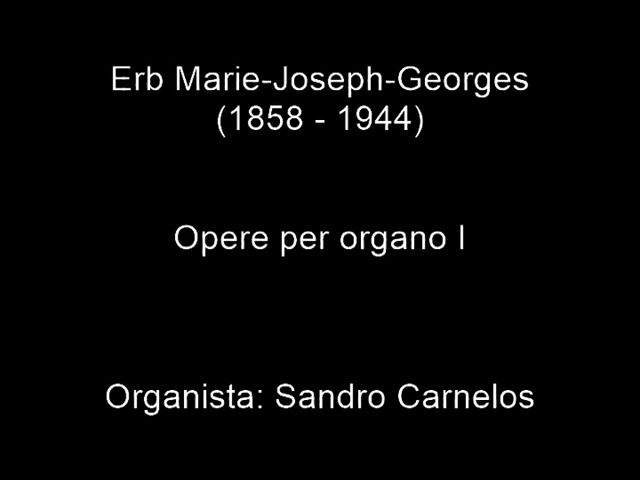 Erb Marie-Joseph-Georges
(1858 - 1944)
Opere per organo I
Organista: Sandro Carnelos